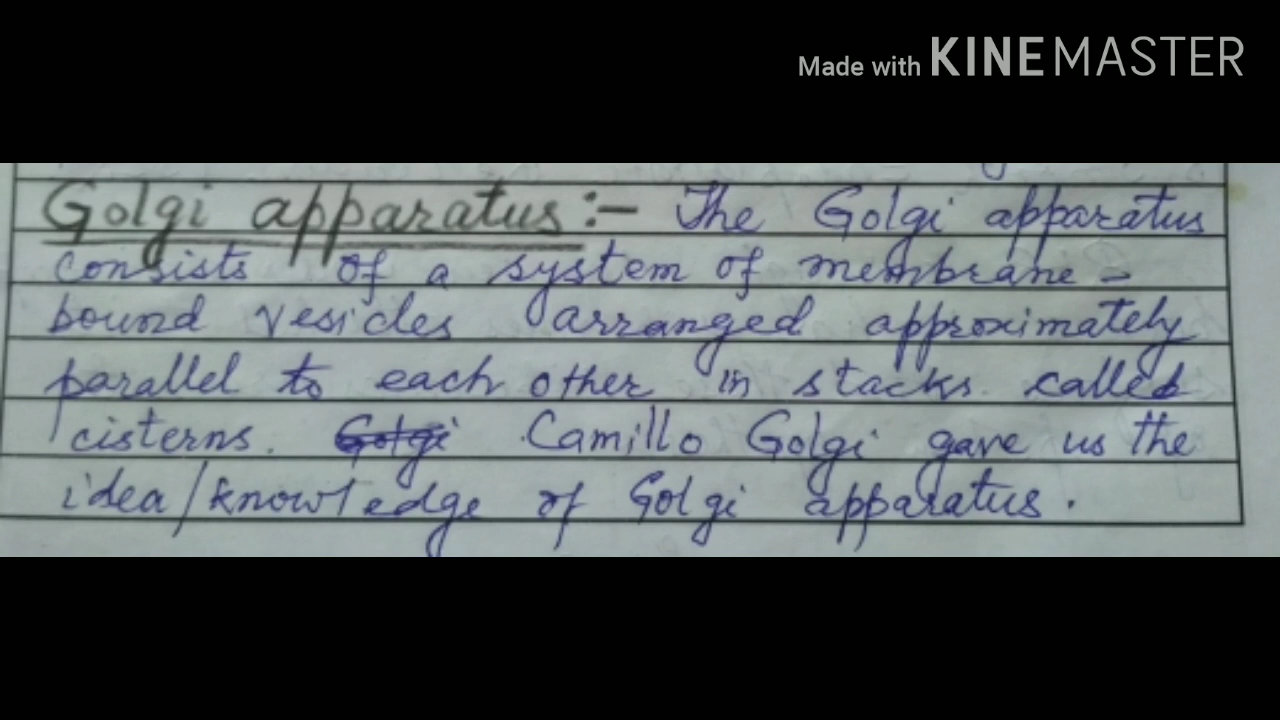 Made with KINEMASTER
Golgi apparatus :- The Golgi apparatus
consists of a system of membrane -
bound vesicles arranged approximately
parallel to each other in stacks called
cisterns. Golgi Camillo Golgi gave us the
idea/knowledge of Golgi apparatus.